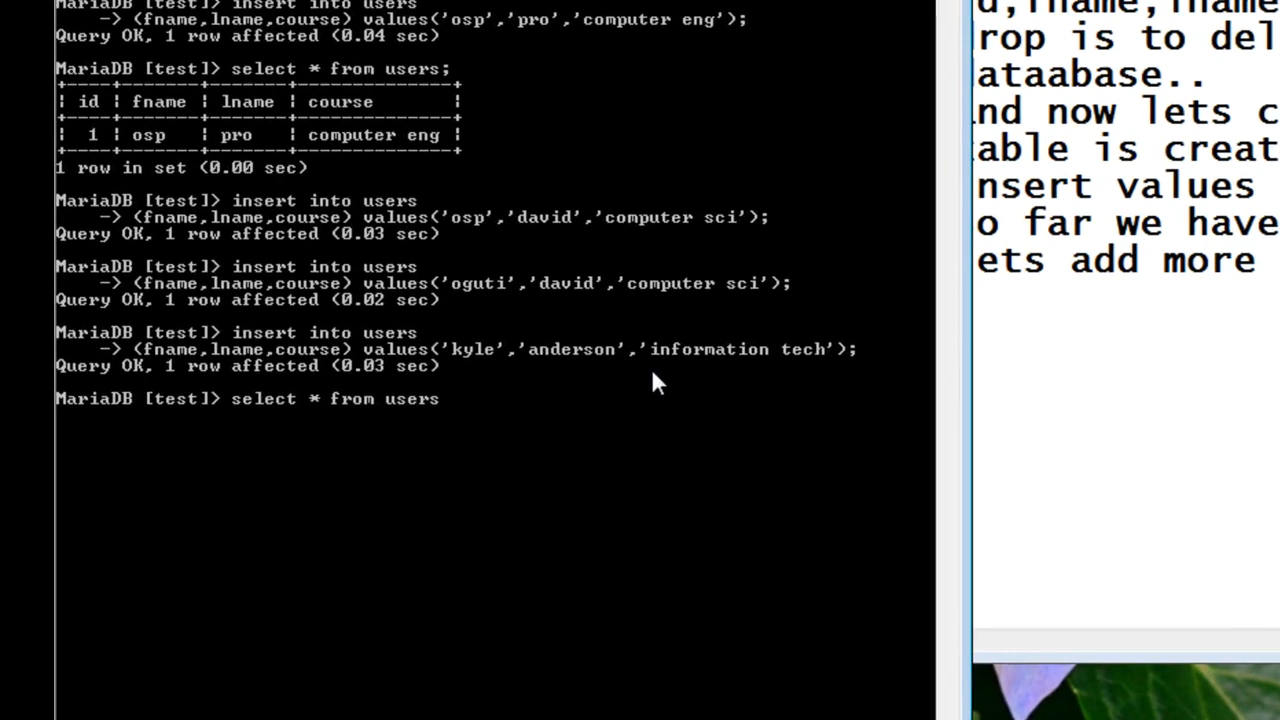 MariaDB [test]> insert into users
-> (fname,lname,course) values('osp','pro','computer eng');
Query OK, 1 row affected (0.04 sec)
MariaDB [test]> select * from users;
+----+-------+-------+--------------+
| id | fname | lname | course       |
+----+-------+-------+--------------+
|  1 | osp   | pro   | computer eng |
+----+-------+-------+--------------+
1 row in set (0.00 sec)
MariaDB [test]> insert into users
-> (fname,lname,course) values('osp','david','computer sci');
Query OK, 1 row affected (0.03 sec)
MariaDB [test]> insert into users
-> (fname,lname,course) values('oguti','david','computer sci');
Query OK, 1 row affected (0.02 sec)
MariaDB [test]> insert into users
-> (fname,lname,course) values('kyle','anderson','information tech');
Query OK, 1 row affected (0.03 sec)
MariaDB [test]> select * from users
d,fname,lname
rop is to del
ataabase..
nd now lets c
able is creat
nsert values
o far we have
ets add more